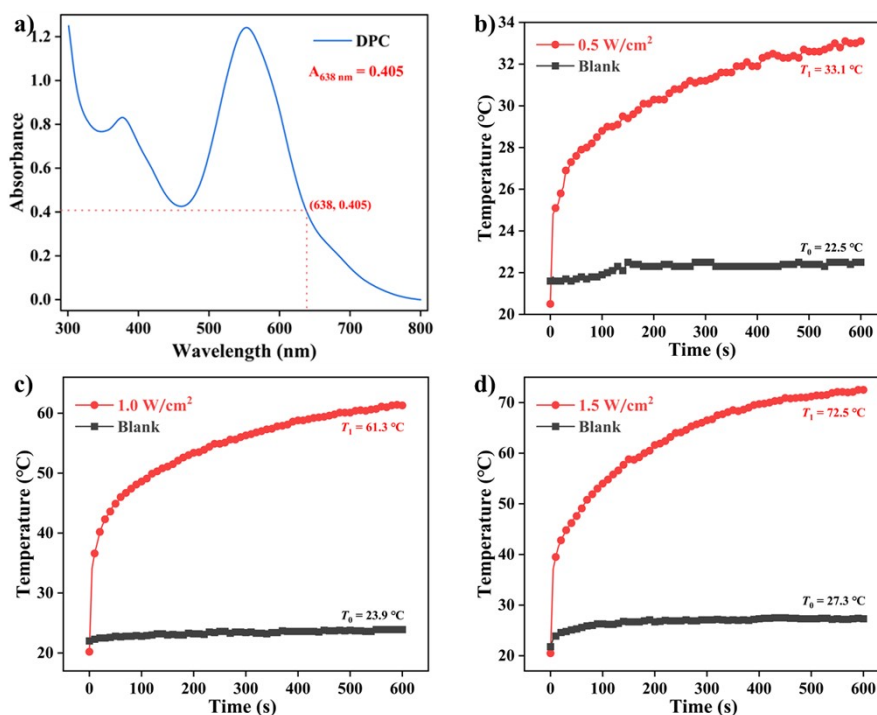 a)
DPC
A638 nm = 0.405
(638, 0.405)
Absorbance
1.2
1.0
0.8
0.6
0.4
0.2
0.0
300 400 500 600 700 800
Wavelength (nm)
b)
0.5 W/cm²
Blank
T1 = 33.1 °C
T0 = 22.5 °C
Temperature (°C)
34
32
30
28
26
24
22
20
0 100 200 300 400 500 600
Time (s)
c)
1.0 W/cm²
Blank
T1 = 61.3 °C
T0 = 23.9 °C
Temperature (°C)
60
50
40
30
20
0 100 200 300 400 500 600
Time (s)
d)
1.5 W/cm²
Blank
T1 = 72.5 °C
T0 = 27.3 °C
Temperature (°C)
70
60
50
40
30
20
0 100 200 300 400 500 600
Time (s)